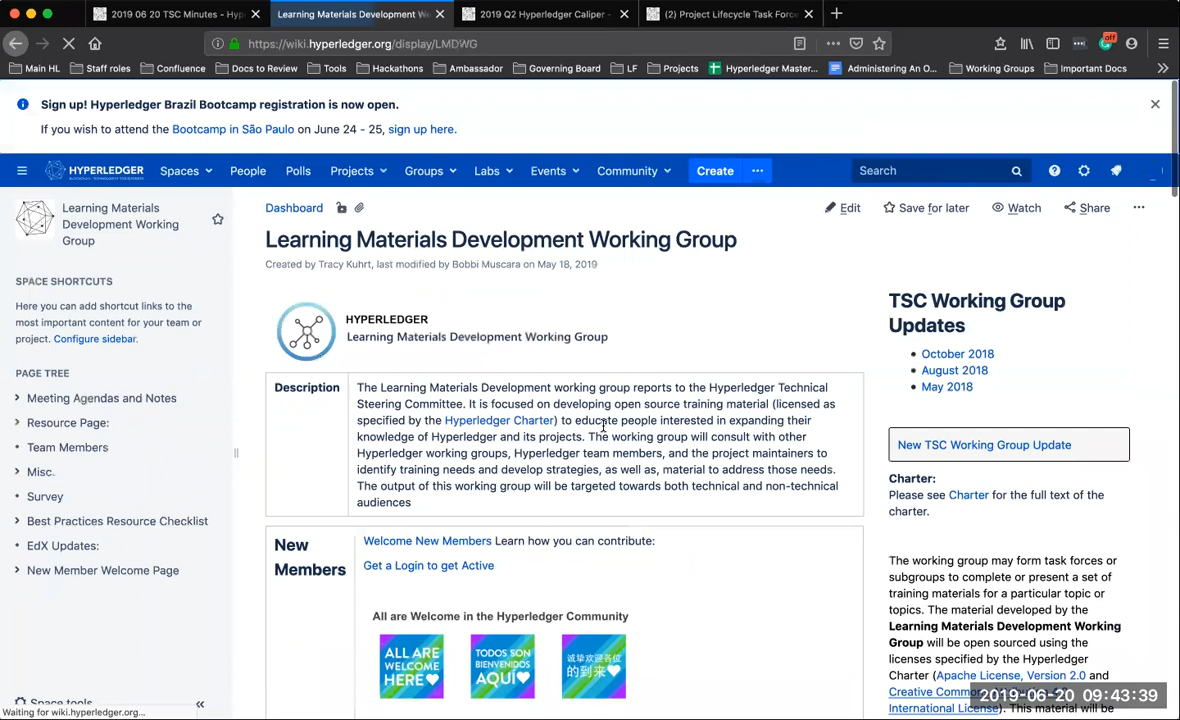 2019 06 20 TSC Minutes - Hype
Learning Materials Development We
2019 Q2 Hyperledger Caliper -
(2) Project Lifecycle Task Force
https://wiki.hyperledger.org/display/LMDWG
off
Main HL
Staff roles
Confluence
Docs to Review
Tools
Hackathons
Ambassador
Governing Board
LF
Projects
Hyperledger Master...
Administering An O...
Working Groups
Important Docs
Sign up! Hyperledger Brazil Bootcamp registration is now open.
If you wish to attend the Bootcamp in São Paulo on June 24 - 25, sign up here.
HYPERLEDGER
Spaces
People
Polls
Projects
Groups
Labs
Events
Community
Create
Search
Learning Materials
Development Working
Group
SPACE SHORTCUTS
Here you can add shortcut links to the
most important content for your team or
project. Configure sidebar.
PAGE TREE
Meeting Agendas and Notes
Resource Page:
Team Members
Misc.
Survey
Best Practices Resource Checklist
EdX Updates:
New Member Welcome Page
Space tools
Waiting for wiki.hyperledger.org...
Dashboard
Edit
Save for later
Watch
Share
Learning Materials Development Working Group
Created by Tracy Kuhrt, last modified by Bobbi Muscara on May 18, 2019
HYPERLEDGER
Learning Materials Development Working Group
Description
The Learning Materials Development working group reports to the Hyperledger Technical
Steering Committee. It is focused on developing open source training material (licensed as
specified by the Hyperledger Charter) to educate people interested in expanding their
knowledge of Hyperledger and its projects. The working group will consult with other
Hyperledger working groups, Hyperledger team members, and the project maintainers to
identify training needs and develop strategies, as well as, material to address those needs.
The output of this working group will be targeted towards both technical and non-technical
audiences
New
Members
Welcome New Members Learn how you can contribute:
Get a Login to get Active
All are Welcome in the Hyperledger Community
ALL ARE
WELCOME
HERE
TODOS SON
BIENVENIDOS
AQUÍ
诚挚欢迎各位
的到来
TSC Working Group
Updates
October 2018
August 2018
May 2018
New TSC Working Group Update
Charter:
Please see Charter for the full text of the
charter.
The working group may form task forces or
subgroups to complete or present a set of
training materials for a particular topic or
topics. The material developed by the
Learning Materials Development Working
Group will be open sourced using the
licenses specified by the Hyperledger
Charter (Apache License, Version 2.0 and
Creative Commo
International License). This material will be
2019-06-20 09:43:39